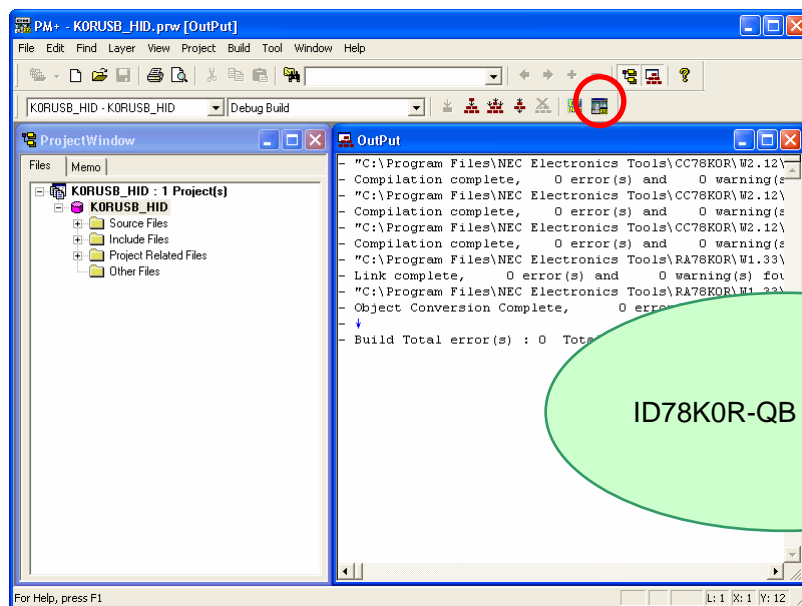 PM+ - K0RUSB_HID.prw [OutPut]
File Edit Find Layer View Project Build Tool Window Help
K0RUSB_HID - K0RUSB_HID Debug Build
ProjectWindow
Files Memo
K0RUSB_HID : 1 Project(s)
K0RUSB_HID
Source Files
Include Files
Project Related Files
Other Files
OutPut
- "C:\Program Files\NEC Electronics Tools\CC78K0R\W2.12\
- Compilation complete, 0 error(s) and 0 warning(s
- "C:\Program Files\NEC Electronics Tools\CC78K0R\W2.12\
- Compilation complete, 0 error(s) and 0 warning(s
- "C:\Program Files\NEC Electronics Tools\CC78K0R\W2.12\
- Compilation complete, 0 error(s) and 0 warning(s
- "C:\Program Files\NEC Electronics Tools\RA78K0R\W1.33\
- Link complete, 0 error(s) and 0 warning(s) fou
- "C:\Program Files\NEC Electronics Tools\RA78K0R\W1.33\
- Object Conversion Complete, 0 error
- ↓
- Build Total error(s) : 0 Tota
ID78K0R-QB
For Help, press F1
L: 1 X: 1 Y: 12